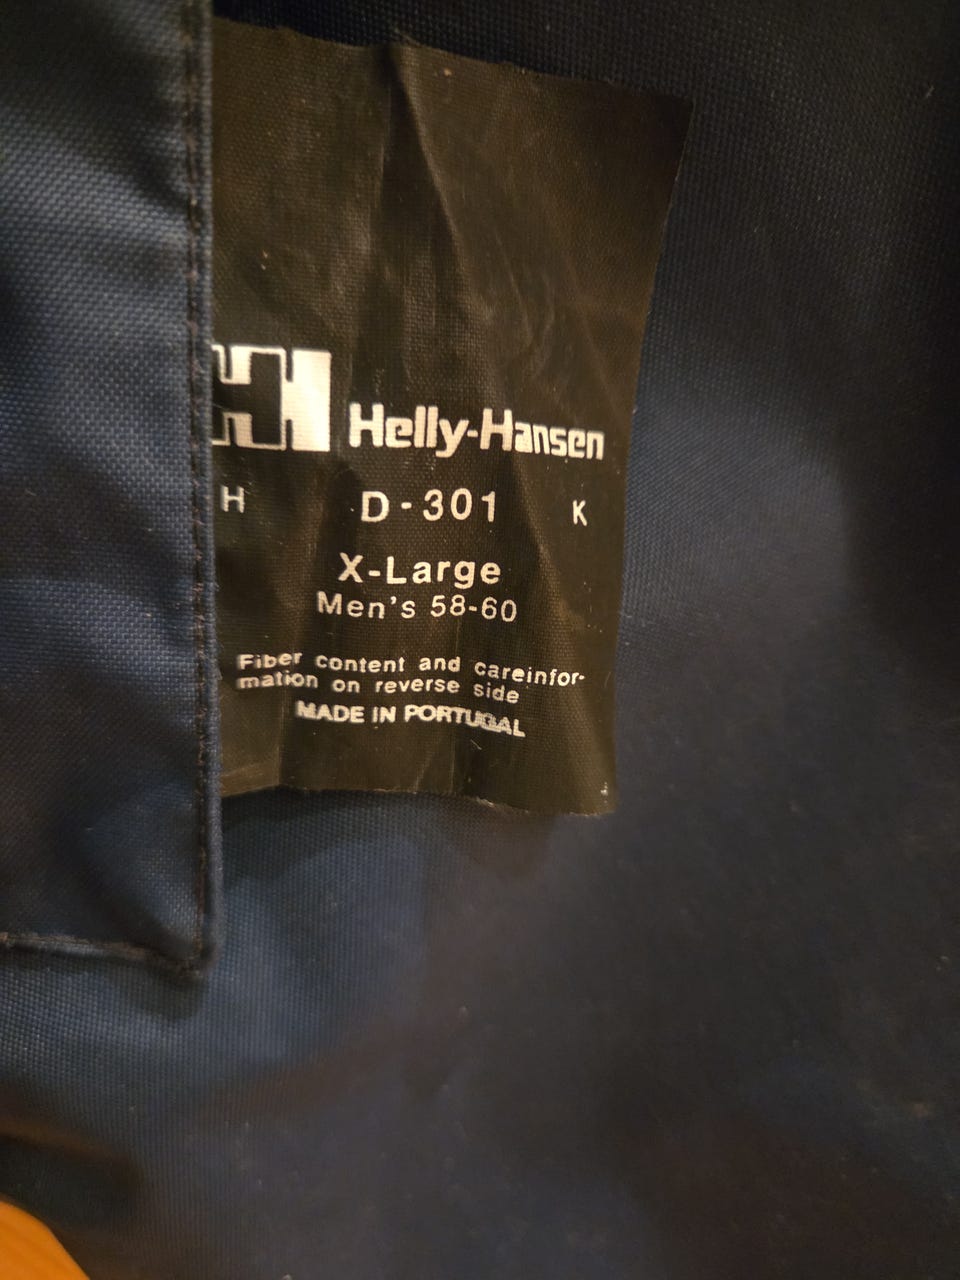 Helly-Hansen
H D-301 K
X-Large
Men's 58-60
Fiber content and careinfor-
mation on reverse side
MADE IN PORTUGAL